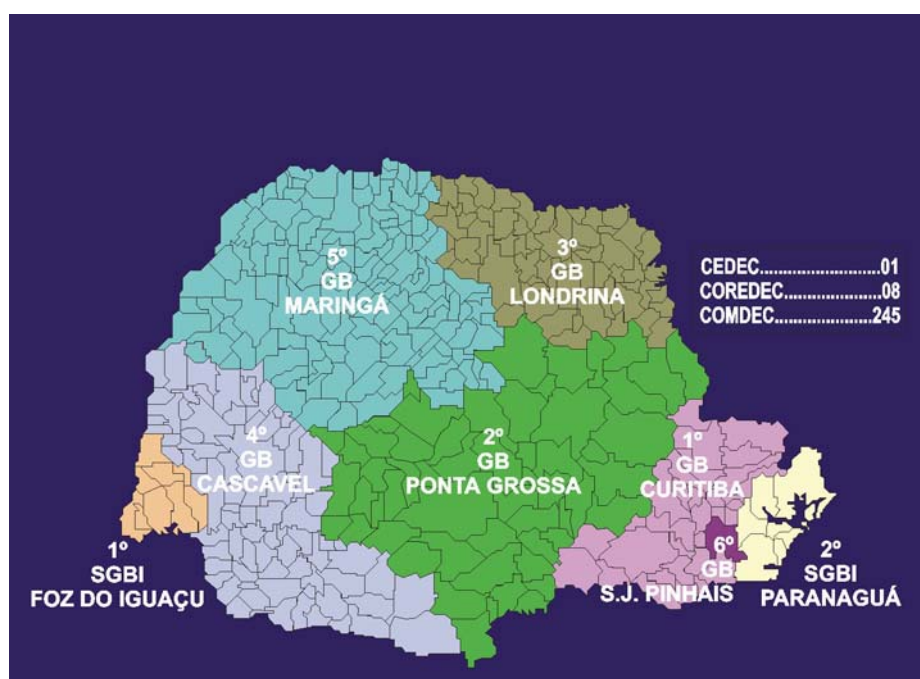 5º
GB
MARINGÁ
3º
GB
LONDRINA
CEDEC............................01
COREDEC.......................08
COMDEC.......................245
4º
GB
CASCAVEL
2º
GB
PONTA GROSSA
1º
GB
CURITIBA
1º
SGBI
FOZ DO IGUAÇU
6º
GB
S.J. PINHAIS
2º
SGBI
PARANAGUÁ